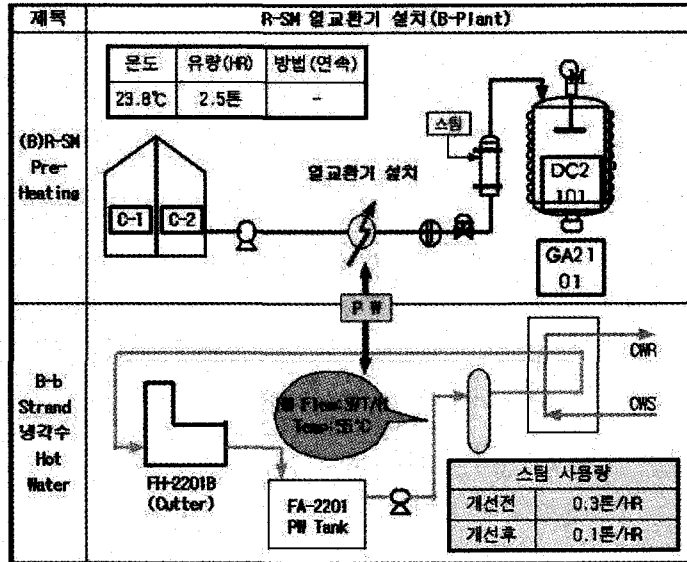 제목
R-SM 열교환기 설치(B-Plant)
온도 유량(HR) 방법(연속)
23.8℃ 2.5톤 -
(B)R-SM
Pre-
Heating
스팀
M
열교환기 설치
DC2
101
C-1 C-2
GA21
01
P W
B-b
Strand
냉각수
Hot
Water
CWR
CWS
Temp:55℃
FH-2201B
(Cutter)
FA-2201
PW Tank
스팀 사용량
개선전 0.3톤/HR
개선후 0.1톤/HR